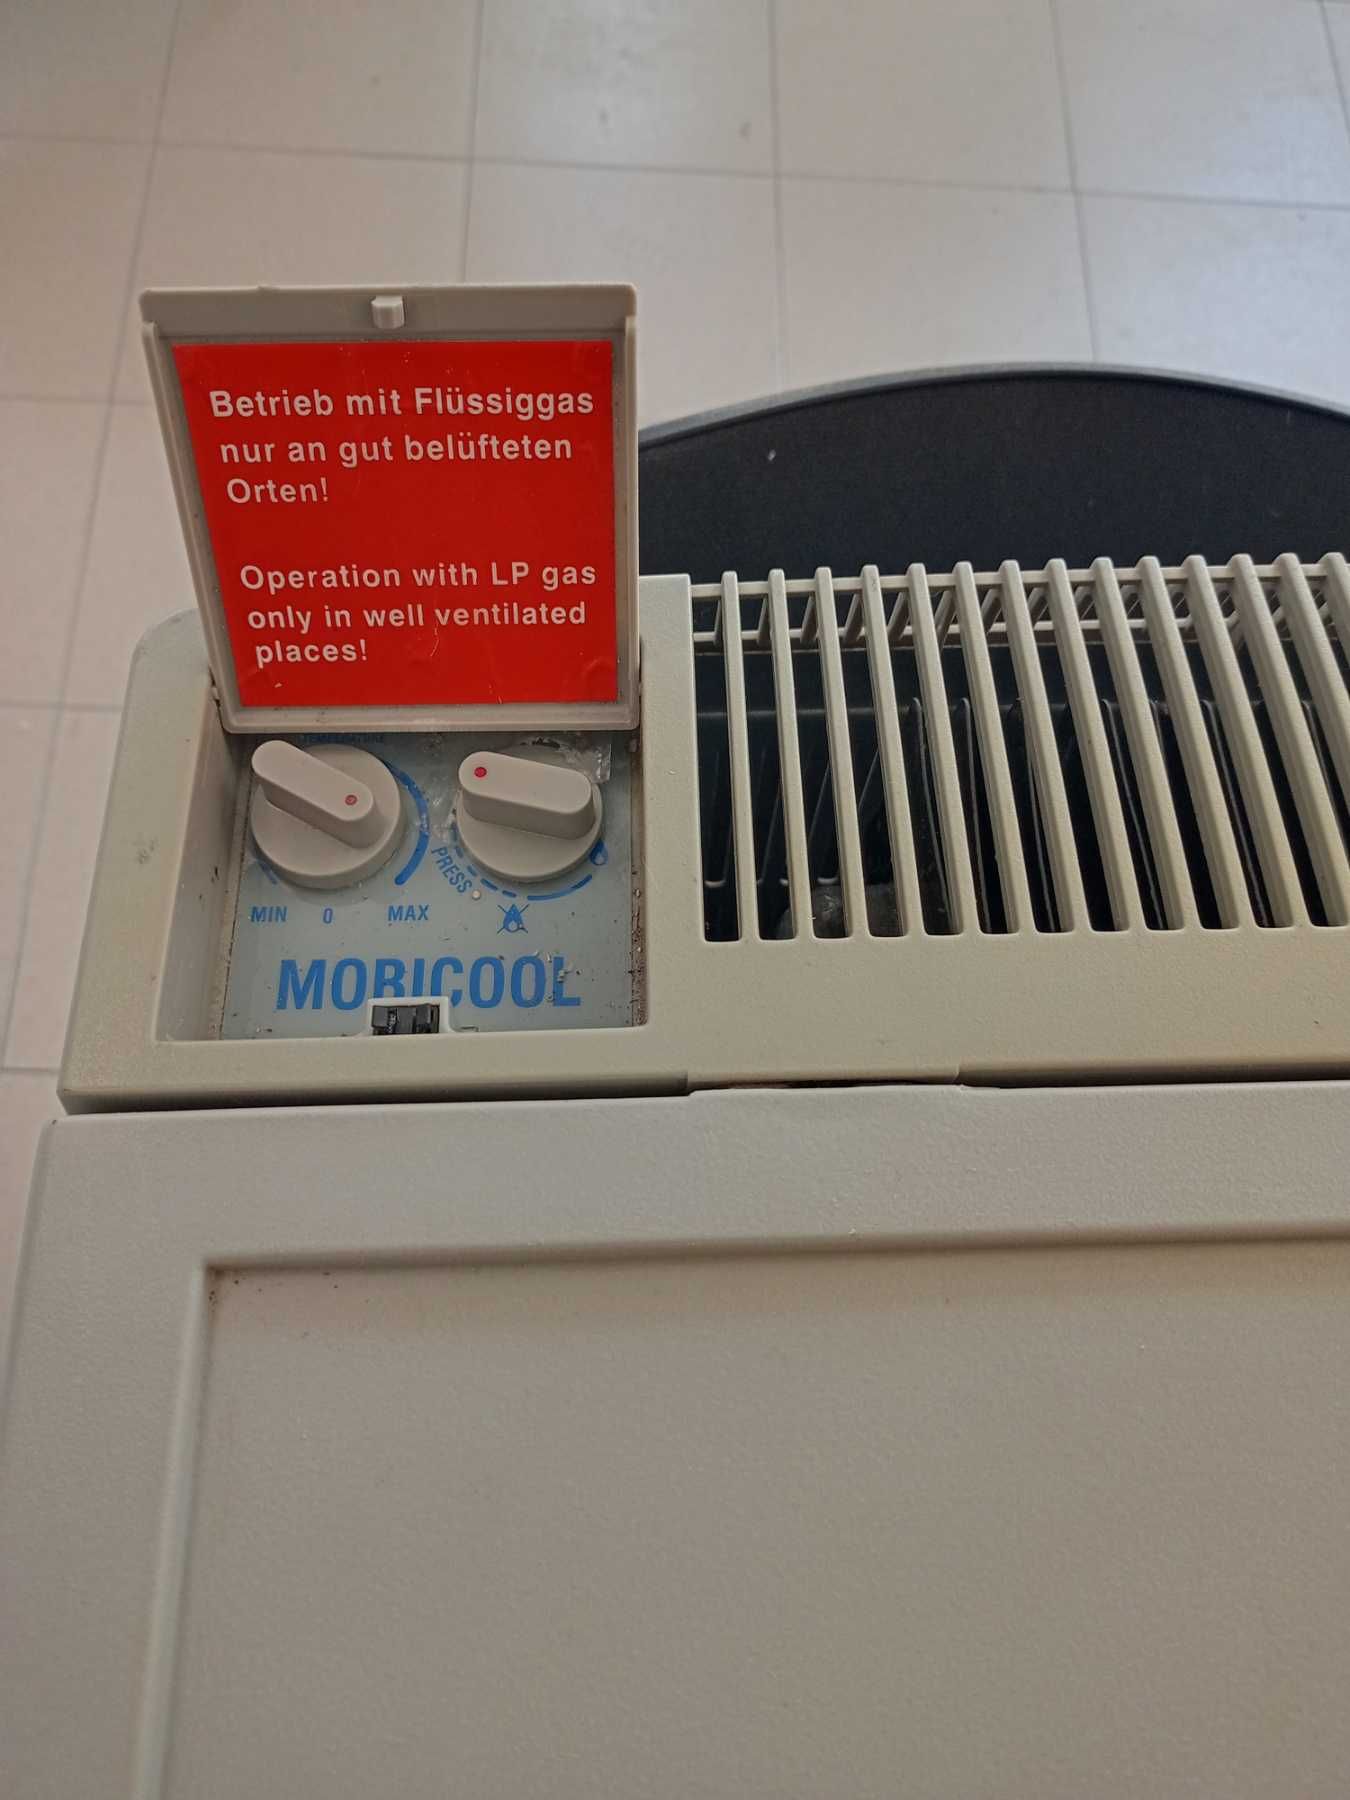 Betrieb mit Flüssiggas
nur an gut belüfteten
Orten!
Operation with LP gas
only in well ventilated
places!
TEMPERATURE
PRESS
MIN 0 MAX
MOBICOOL